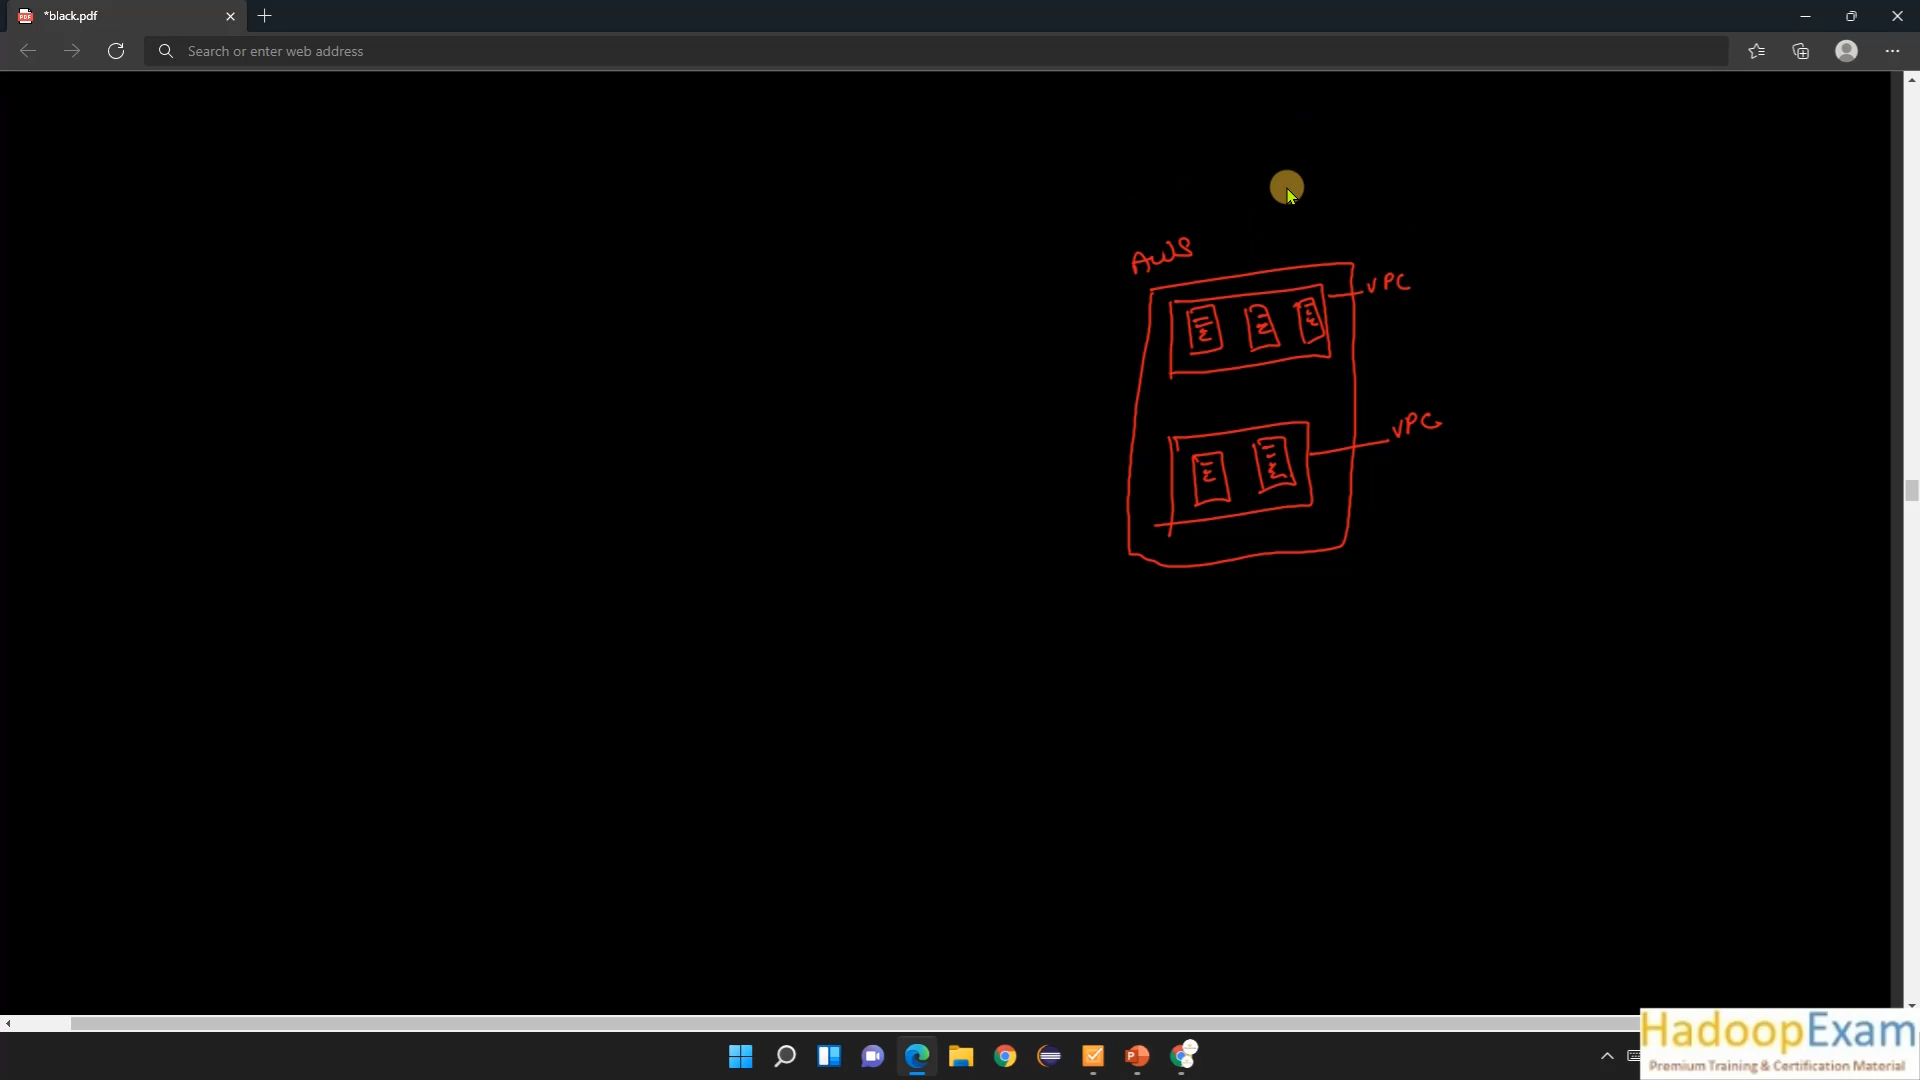 *black.pdf
Search or enter web address
AWS
VPC
VPC
HadoopExam
Premium Training & Certification Material